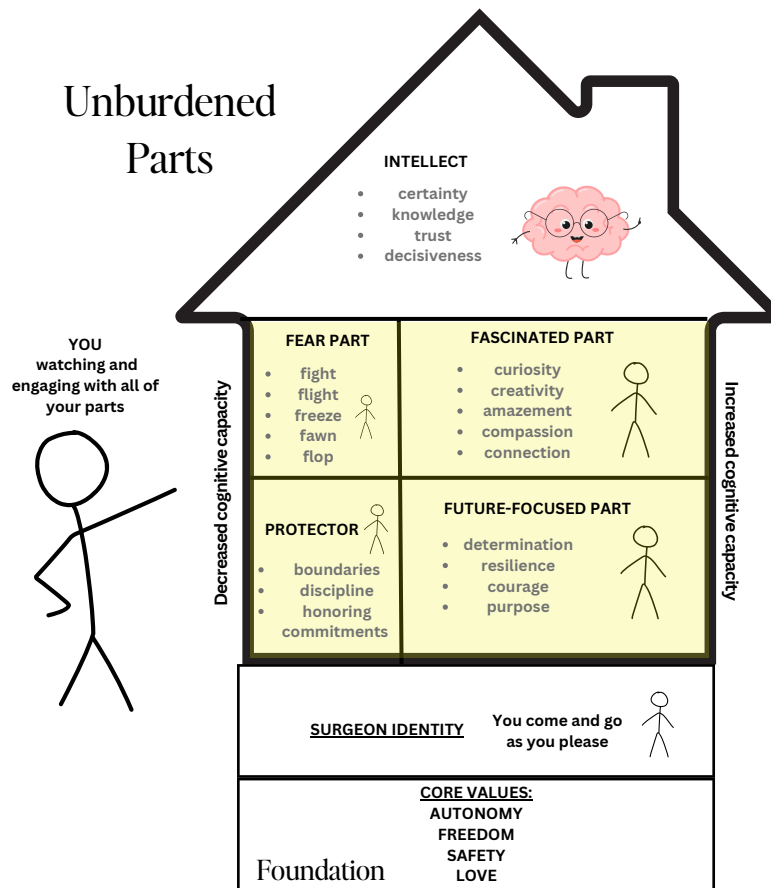 Unburdened
Parts
INTELLECT
• certainty
• knowledge
• trust
• decisiveness
YOU
watching and
engaging with all of
your parts
Decreased cognitive capacity
FEAR PART
• fight
• flight
• freeze
• fawn
• flop
FASCINATED PART
• curiosity
• creativity
• amazement
• compassion
• connection
Increased cognitive capacity
PROTECTOR
• boundaries
• discipline
• honoring
commitments
FUTURE-FOCUSED PART
• determination
• resilience
• courage
• purpose
SURGEON IDENTITY
You come and go
as you please
CORE VALUES:
AUTONOMY
FREEDOM
SAFETY
LOVE
Foundation